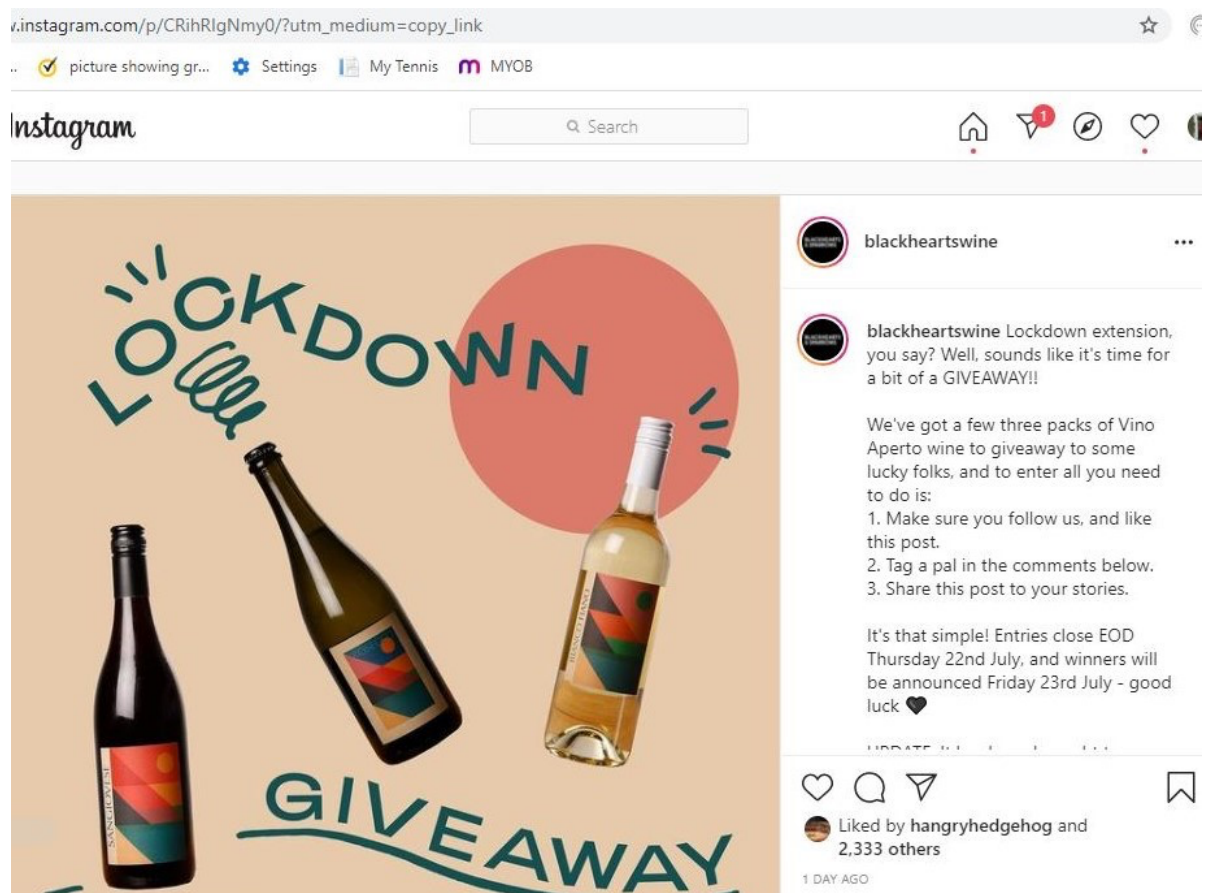 v.instagram.com/p/CRihRIgNmy0/?utm_medium=copy_link
.. picture showing gr... Settings My Tennis MYOB
Instagram
Search
1
LOCKDOWN
SANGIOVESE
GIVEAWAY
blackheartswine
blackheartswine Lockdown extension,
you say? Well, sounds like it's time for
a bit of a GIVEAWAY!!
We've got a few three packs of Vino
Aperto wine to giveaway to some
lucky folks, and to enter all you need
to do is:
1. Make sure you follow us, and like
this post.
2. Tag a pal in the comments below.
3. Share this post to your stories.
It's that simple! Entries close EOD
Thursday 22nd July, and winners will
be announced Friday 23rd July - good
luck 🖤
Liked by hangryhedgehog and
2,333 others
1 DAY AGO